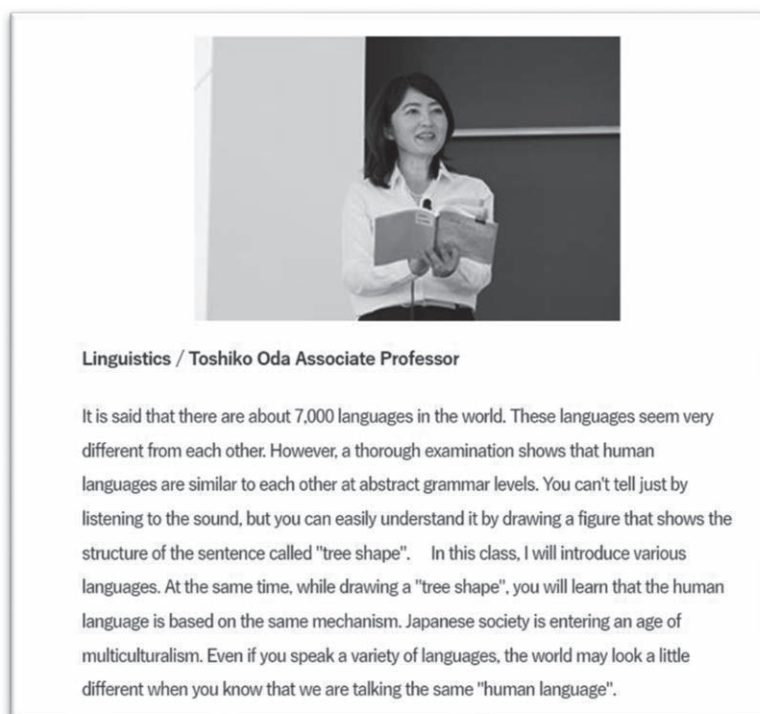 Linguistics / Toshiko Oda Associate Professor
It is said that there are about 7,000 languages in the world. These languages seem very
different from each other. However, a thorough examination shows that human
languages are similar to each other at abstract grammar levels. You can't tell just by
listening to the sound, but you can easily understand it by drawing a figure that shows the
structure of the sentence called "tree shape". In this class, I will introduce various
languages. At the same time, while drawing a "tree shape", you will learn that the human
language is based on the same mechanism. Japanese society is entering an age of
multiculturalism. Even if you speak a variety of languages, the world may look a little
different when you know that we are talking the same "human language".